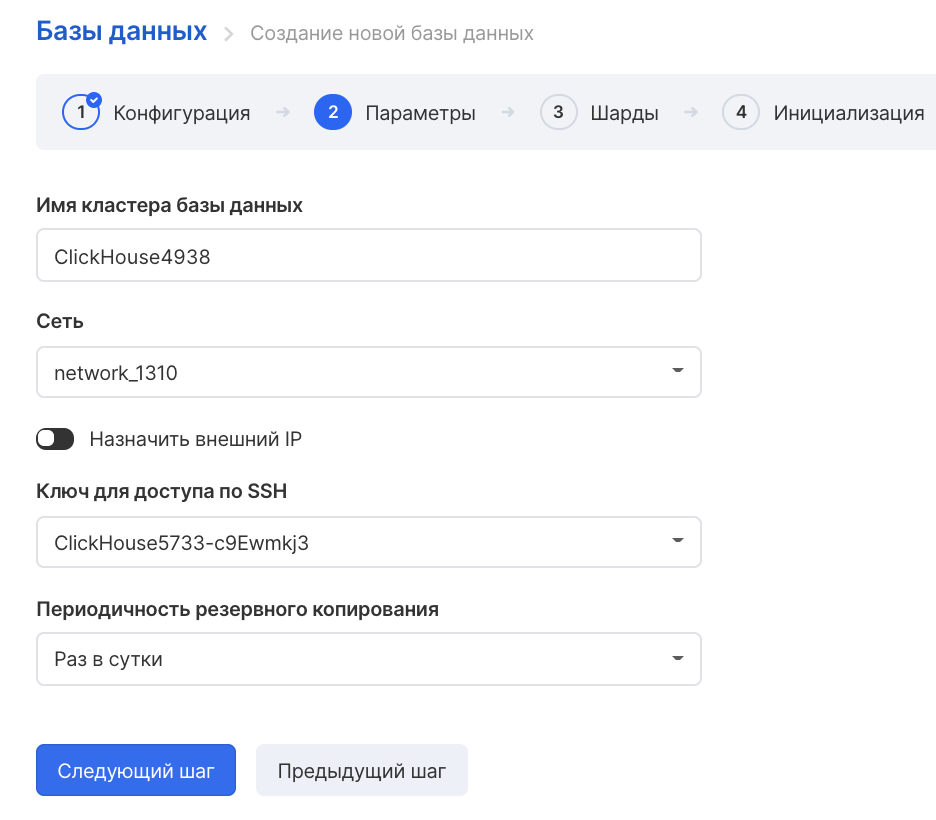 Базы данных > Создание новой базы данных
1 Конфигурация → 2 Параметры → 3 Шарды → 4 Инициализация
Имя кластера базы данных
ClickHouse4938
Сеть
network_1310
Назначить внешний IP
Ключ для доступа по SSH
ClickHouse5733-c9Ewmkj3
Периодичность резервного копирования
Раз в сутки
Следующий шаг Предыдущий шаг